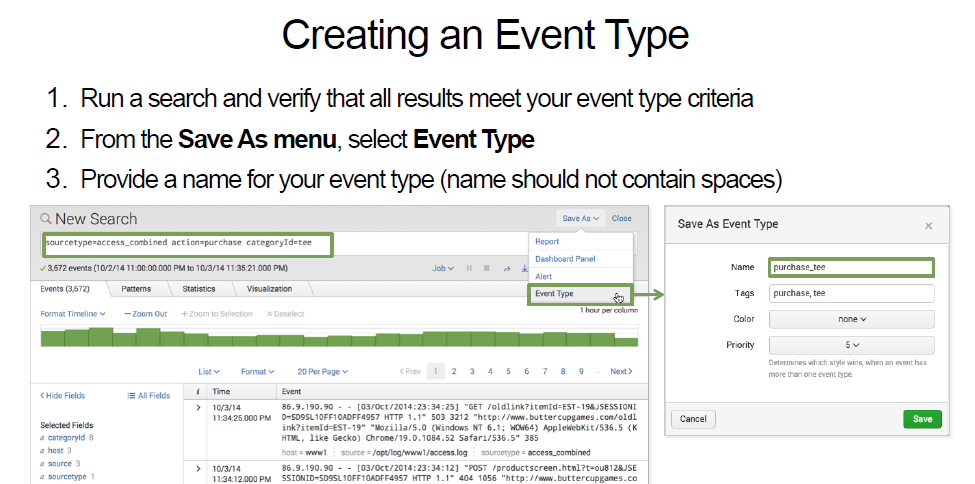 Creating an Event Type
1. Run a search and verify that all results meet your event type criteria
2. From the Save As menu, select Event Type
3. Provide a name for your event type (name should not contain spaces)
New Search
Save As
Close
sourcetype=access_combined action=purchase categoryId=tee
Report
Dashboard Panel
Alert
Event Type
3,672 events (10/2/14 11:00:00.000 PM to 10/3/14 11:35:21.000 PM)
Job
Events (3,672)
Patterns
Statistics
Visualization
Format Timeline
– Zoom Out
+ Zoom to Selection
× Deselect
1 hour per column
List
Format
20 Per Page
< Prev
1
2
3
4
5
6
7
8
9
...
Next >
< Hide Fields
All Fields
i
Time
Event
Selected Fields
a categoryId 8
a host 3
a source 3
a sourcetype 1
10/3/14
11:34:25.000 PM
86.9.190.90 - - [03/Oct/2014:23:34:25] "GET /oldlink?itemId=EST-19&JSESSIONI
D=SD9SL10FF10ADFF4957 HTTP 1.1" 503 3212 "http://www.buttercupgames.com/old
link?itemId=EST-19" "Mozilla/5.0 (Windows NT 6.1; WOW64) AppleWebKit/536.5 (K
HTML, like Gecko) Chrome/19.0.1084.52 Safari/536.5" 385
host = www1
source = /opt/log/www1/access.log
sourcetype = access_combined
10/3/14
11:34:12.000 PM
86.9.190.90 - - [03/Oct/2014:23:34:12] "POST /productscreen.html?t=ou812&JSE
SSIONID=SD9SL10FF10ADFF4957 HTTP 1.1" 404 1056 "http://www.buttercupgames.co
Save As Event Type
×
Name
purchase_tee
Tags
purchase, tee
Color
none
Priority
5
Determines which style wins, when an event has
more than one event type.
Cancel
Save